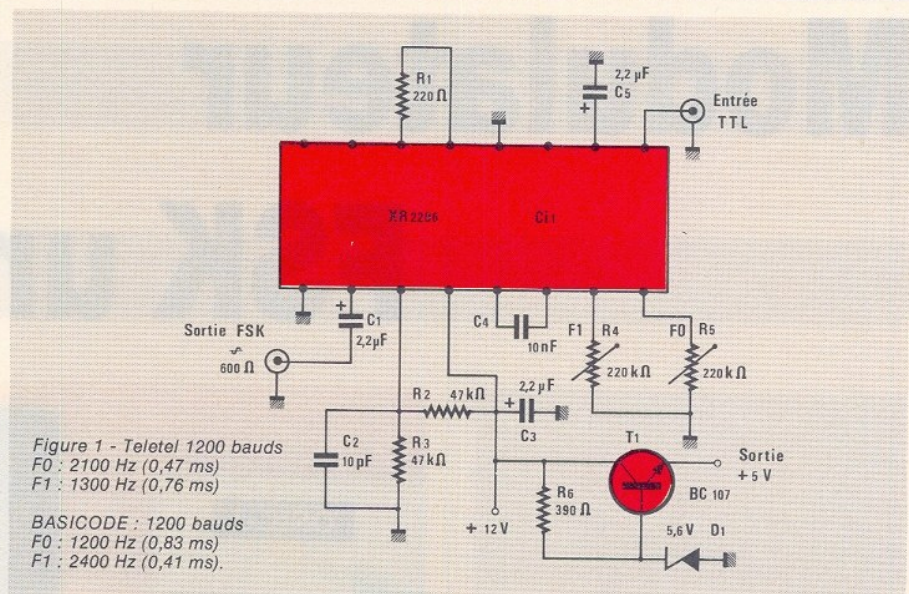 R1
220 Ω
2,2 µF
C5
+
Entrée
TTL
XR 2206
Ci1
Sortie FSK
600 Ω
+
C1
2,2µF
C4
10 nF
F1
R4
220 kΩ
F0
R5
220 kΩ
R2
47 kΩ
2,2 µF
+
C3
C2
10 pF
R3
47 kΩ
T1
Sortie
+ 5 V
BC 107
R6
390 Ω
+ 12 V
5,6 V
D1
Figure 1 - Teletel 1200 bauds
F0 : 2100 Hz (0,47 ms)
F1 : 1300 Hz (0,76 ms)
BASICODE : 1200 bauds
F0 : 1200 Hz (0,83 ms)
F1 : 2400 Hz (0,41 ms).